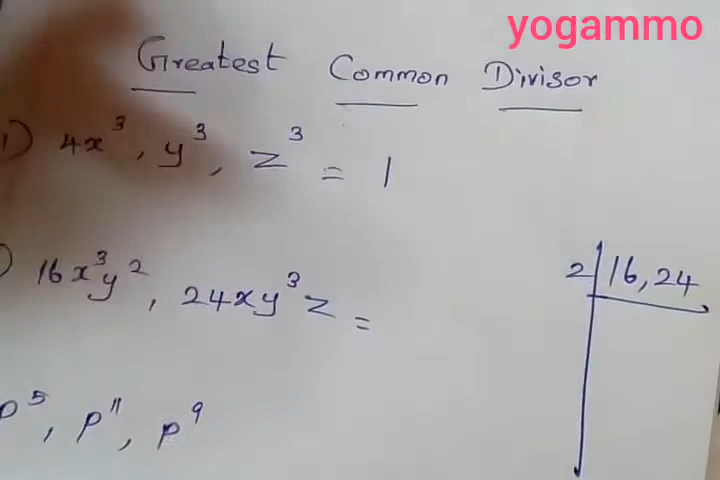 yogammo
Greatest Common Divisor
1) 4x³, y³, z³ = 1
) 16x³y², 24xy³z =
2 | 16, 24
p⁵, p¹¹, p⁹